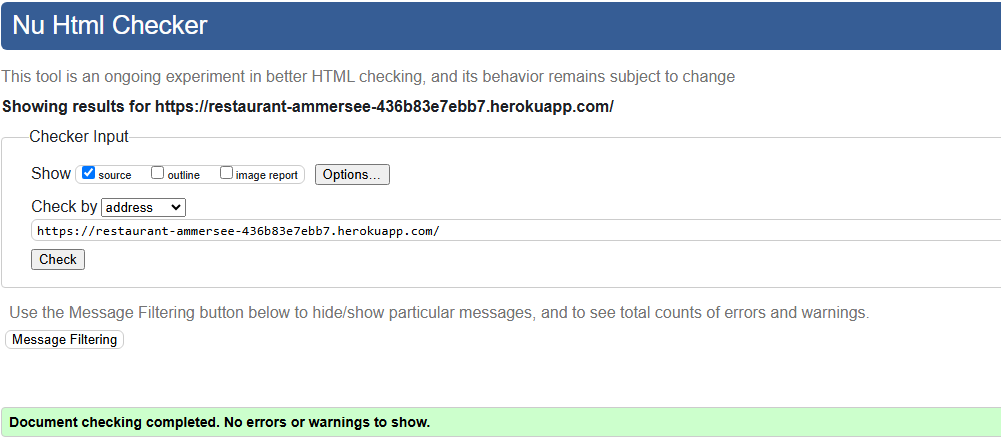 Nu Html Checker
This tool is an ongoing experiment in better HTML checking, and its behavior remains subject to change
Showing results for https://restaurant-ammersee-436b83e7ebb7.herokuapp.com/
Checker Input
Show source outline image report Options...
Check by address
https://restaurant-ammersee-436b83e7ebb7.herokuapp.com/
Check
Use the Message Filtering button below to hide/show particular messages, and to see total counts of errors and warnings.
Message Filtering
Document checking completed. No errors or warnings to show.